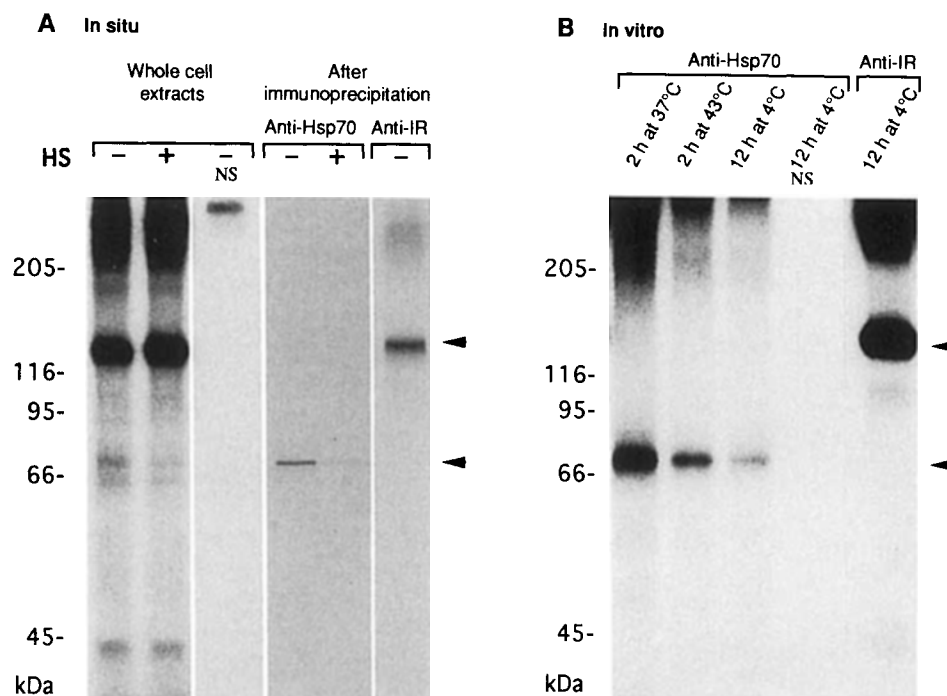 A In situ
Whole cell extracts
After immunoprecipitation
Anti-Hsp70 Anti-IR
HS − + − − + −
NS
205-
116-
95-
66-
45-
kDa
B In vitro
Anti-Hsp70 Anti-IR
2 h at 37°C 2 h at 43°C 12 h at 4°C 12 h at 4°C 12 h at 4°C
NS
205-
116-
95-
66-
45-
kDa